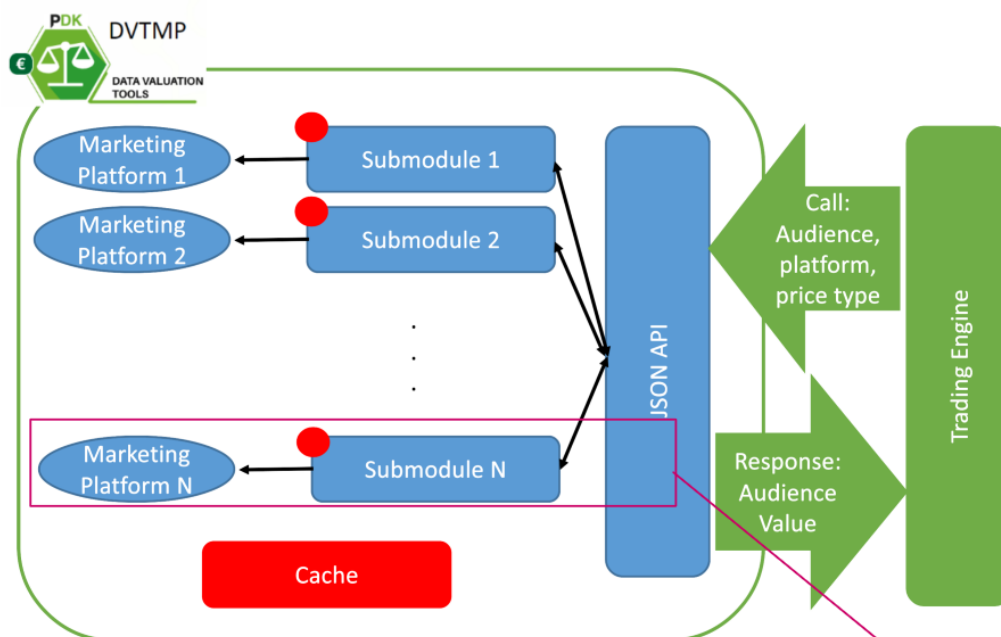 PDK
DVTMP
€
DATA VALUATION
TOOLS
Marketing
Platform 1
Submodule 1
Marketing
Platform 2
Submodule 2
.
.
.
Marketing
Platform N
Submodule N
Cache
JSON API
Call:
Audience,
platform,
price type
Response:
Audience
Value
Trading Engine